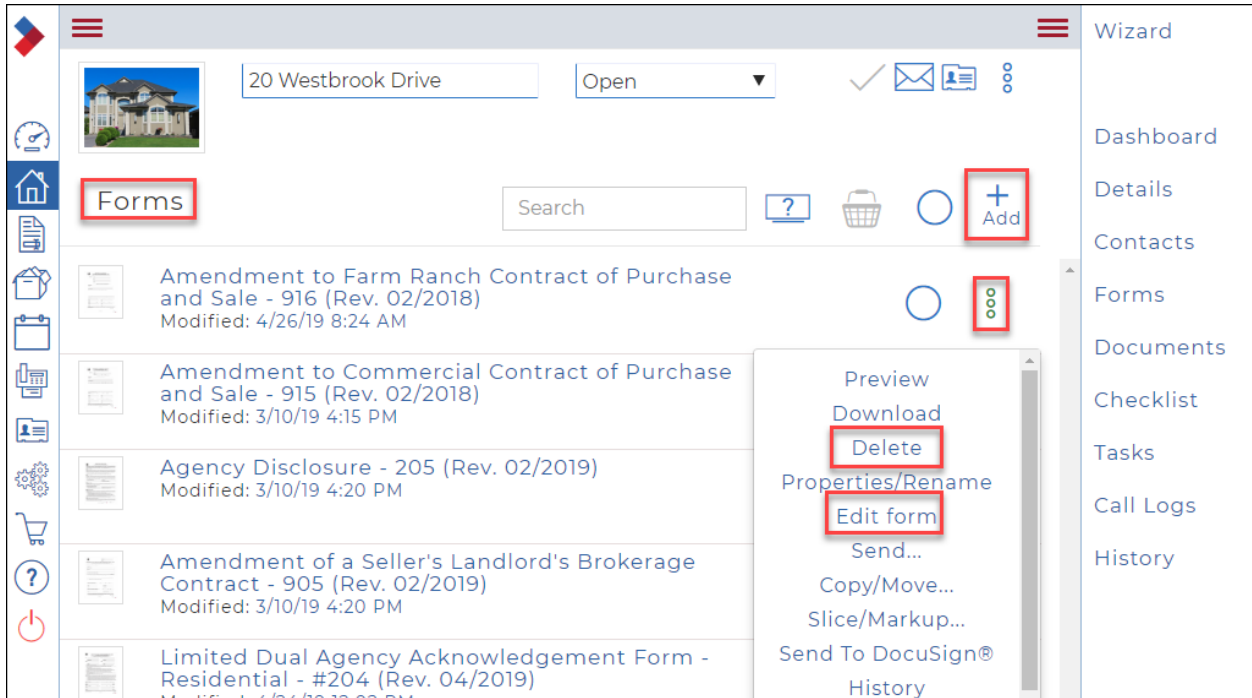 Wizard
20 Westbrook Drive
Open
Dashboard
Forms
Search
?
Add
Details
Contacts
Amendment to Farm Ranch Contract of Purchase
and Sale - 916 (Rev. 02/2018)
Modified: 4/26/19 8:24 AM
Forms
Documents
Amendment to Commercial Contract of Purchase
and Sale - 915 (Rev. 02/2018)
Modified: 3/10/19 4:15 PM
Preview
Download
Delete
Properties/Rename
Edit form
Send...
Copy/Move...
Slice/Markup...
Send To DocuSign®
History
Checklist
Tasks
Call Logs
History
Agency Disclosure - 205 (Rev. 02/2019)
Modified: 3/10/19 4:20 PM
?
Amendment of a Seller's Landlord's Brokerage
Contract - 905 (Rev. 02/2019)
Modified: 3/10/19 4:20 PM
Limited Dual Agency Acknowledgement Form -
Residential - #204 (Rev. 04/2019)